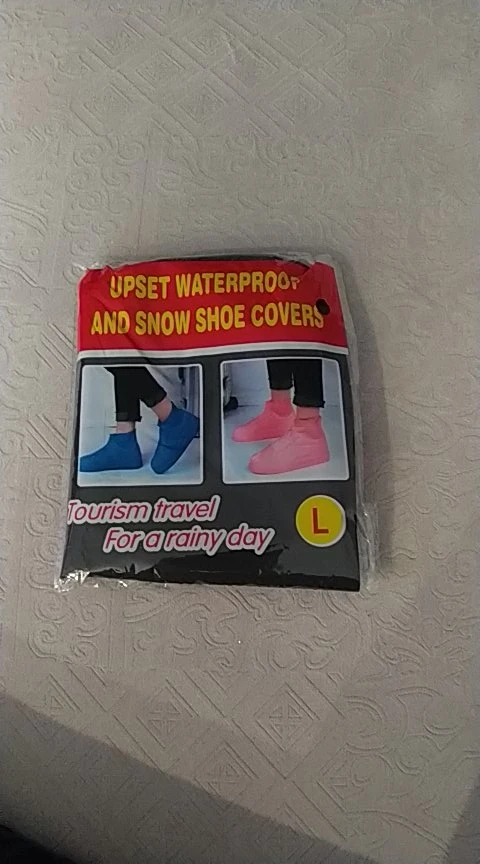 UPSET WATERPROOF
AND SNOW SHOE COVERS
Tourism travel
For a rainy day
L